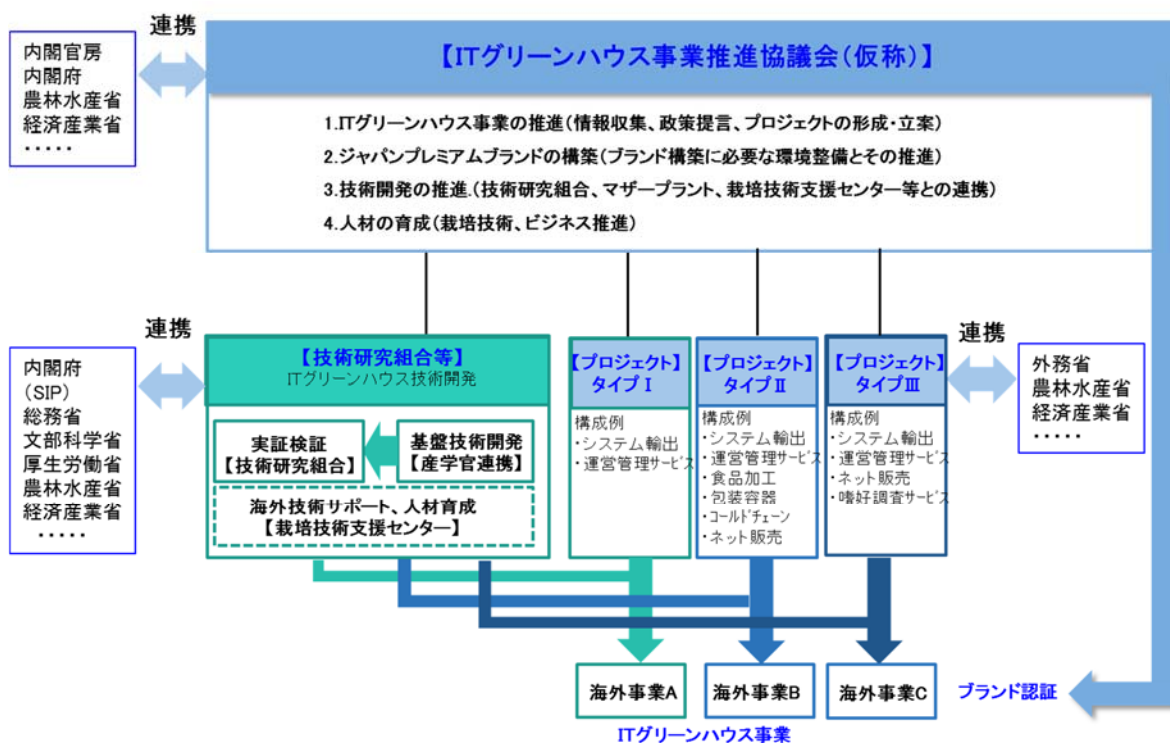 連携
内閣官房
内閣府
農林水産省
経済産業省
・・・・・
【ITグリーンハウス事業推進協議会(仮称)】
1.ITグリーンハウス事業の推進(情報収集、政策提言、プロジェクトの形成・立案)
2.ジャパンプレミアムブランドの構築(ブランド構築に必要な環境整備とその推進)
3.技術開発の推進.(技術研究組合、マザープラント、栽培技術支援センター等との連携)
4.人材の育成(栽培技術、ビジネス推進)
連携
内閣府
(SIP)
総務省
文部科学省
厚生労働省
農林水産省
経済産業省
・・・・・
【技術研究組合等】
ITグリーンハウス技術開発
実証検証
【技術研究組合】
基盤技術開発
【産学官連携】
海外技術サポート、人材育成
【栽培技術支援センター】
【プロジェクト】
タイプⅠ
構成例
・システム輸出
・運営管理サービス
【プロジェクト】
タイプⅡ
構成例
・システム輸出
・運営管理サービス
・食品加工
・包装容器
・コールドチェーン
・ネット販売
【プロジェクト】
タイプⅢ
構成例
・システム輸出
・運営管理サービス
・ネット販売
・嗜好調査サービス
連携
外務省
農林水産省
経済産業省
・・・・・
海外事業A
海外事業B
海外事業C
ブランド認証
ITグリーンハウス事業